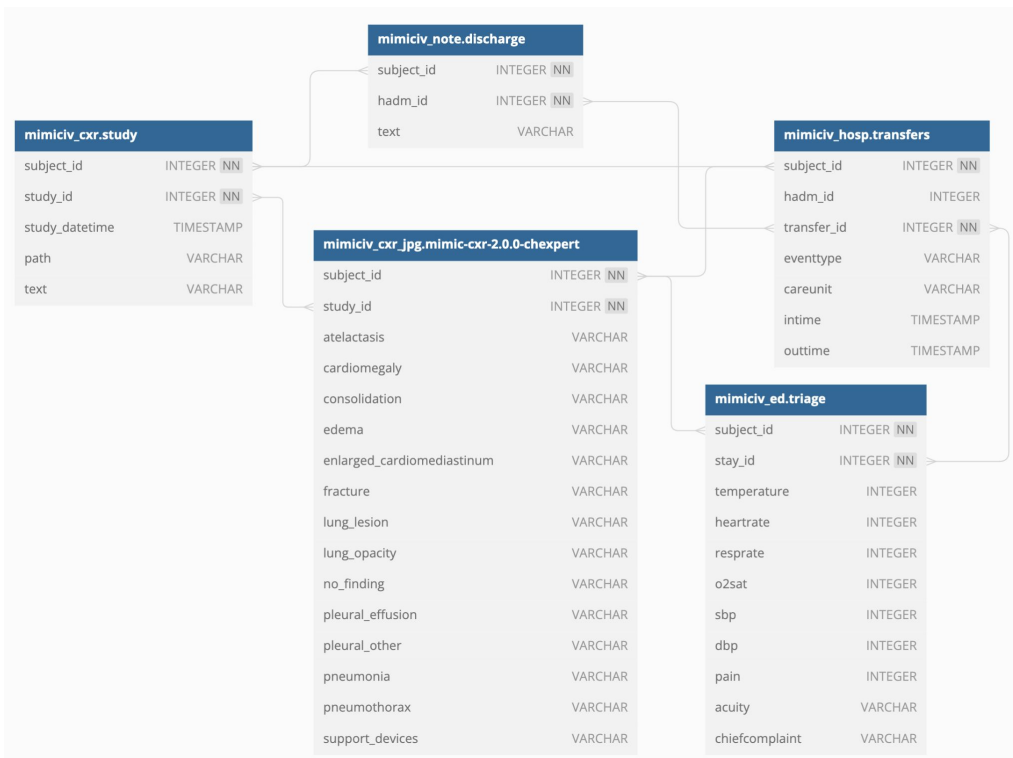 mimiciv_note.discharge
subject_id INTEGER NN
hadm_id INTEGER NN
text VARCHAR
mimiciv_cxr.study
subject_id INTEGER NN
study_id INTEGER NN
study_datetime TIMESTAMP
path VARCHAR
text VARCHAR
mimiciv_hosp.transfers
subject_id INTEGER NN
hadm_id INTEGER
transfer_id INTEGER NN
eventtype VARCHAR
careunit VARCHAR
intime TIMESTAMP
outtime TIMESTAMP
mimiciv_cxr_jpg.mimic-cxr-2.0.0-chexpert
subject_id INTEGER NN
study_id INTEGER NN
atelactasis VARCHAR
cardiomegaly VARCHAR
consolidation VARCHAR
edema VARCHAR
enlarged_cardiomediastinum VARCHAR
fracture VARCHAR
lung_lesion VARCHAR
lung_opacity VARCHAR
no_finding VARCHAR
pleural_effusion VARCHAR
pleural_other VARCHAR
pneumonia VARCHAR
pneumothorax VARCHAR
support_devices VARCHAR
mimiciv_ed.triage
subject_id INTEGER NN
stay_id INTEGER NN
temperature INTEGER
heartrate INTEGER
resprate INTEGER
o2sat INTEGER
sbp INTEGER
dbp INTEGER
pain INTEGER
acuity VARCHAR
chiefcomplaint VARCHAR